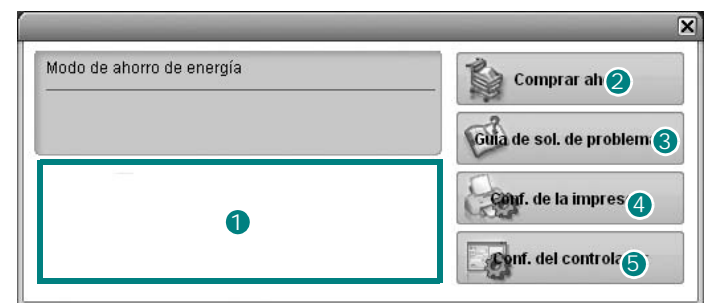 Modo de ahorro de energía
Comprar ah 2
Guía de sol. de problem 3
Conf. de la impres 4
1
Conf. del controla 5